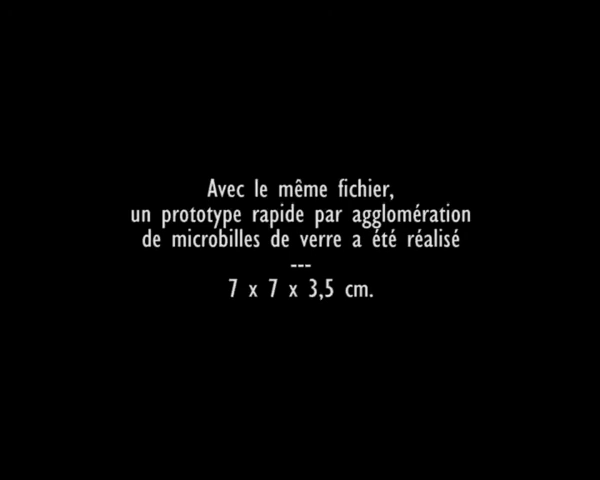 Avec le même fichier,
un prototype rapide par agglomération
de microbilles de verre a été réalisé
---
7 x 7 x 3,5 cm.